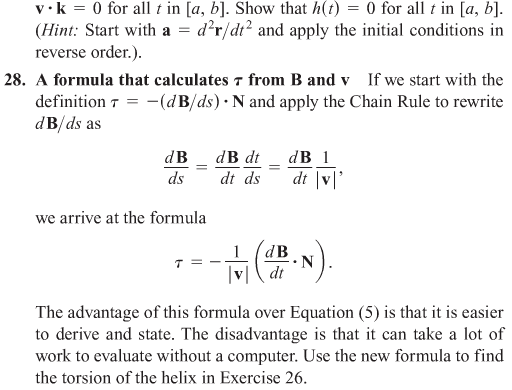 v · k = 0 for all t in [a, b]. Show that h(t) = 0 for all t in [a, b].
(Hint: Start with a = d²r/dt² and apply the initial conditions in
reverse order.).
28. A formula that calculates τ from B and v If we start with the
definition τ = −(dB/ds) · N and apply the Chain Rule to rewrite
dB/ds as
dB/ds = dB/dt dt/ds = dB/dt 1/|v|,
we arrive at the formula
τ = − 1/|v| (dB/dt · N).
The advantage of this formula over Equation (5) is that it is easier
to derive and state. The disadvantage is that it can take a lot of
work to evaluate without a computer. Use the new formula to find
the torsion of the helix in Exercise 26.